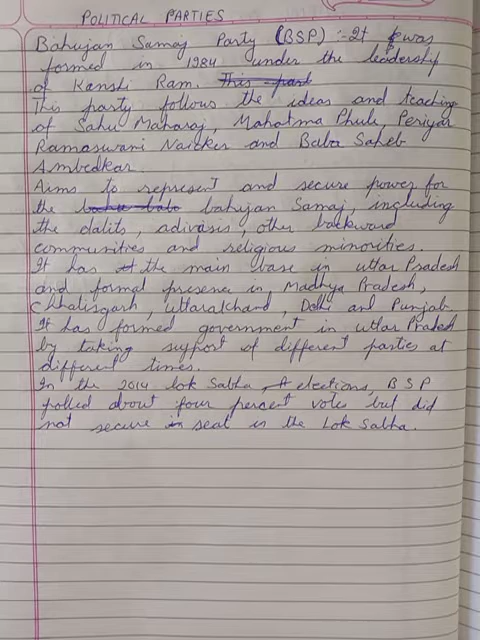 POLITICAL PARTIES
Bahujan Samaj Party (BSP) :- It was
formed in 1984 under the leadership
of Kanshi Ram. This part
This party follows the ideas and teaching
of Sahu Maharaj, Mahatma Phule, Periyar
Ramaswani Naicker and Baba Saheb
Ambedkar.
Aims to represent and secure power for
the bahujan Samaj, including
the dalits, adivasis, other backward
communities and religious minorities.
It has the main base in uttar Pradesh
and formal presence in Madhya Pradesh,
Chhatisgarh, uttarakhand, Delhi and Punjab.
It has formed government in uttar Pradesh
by taking support of different parties at
different times.
In the 2014 lok Sabha elections, BSP
polled about four percent votes but did
not secure in seat in the Lok Sabha.